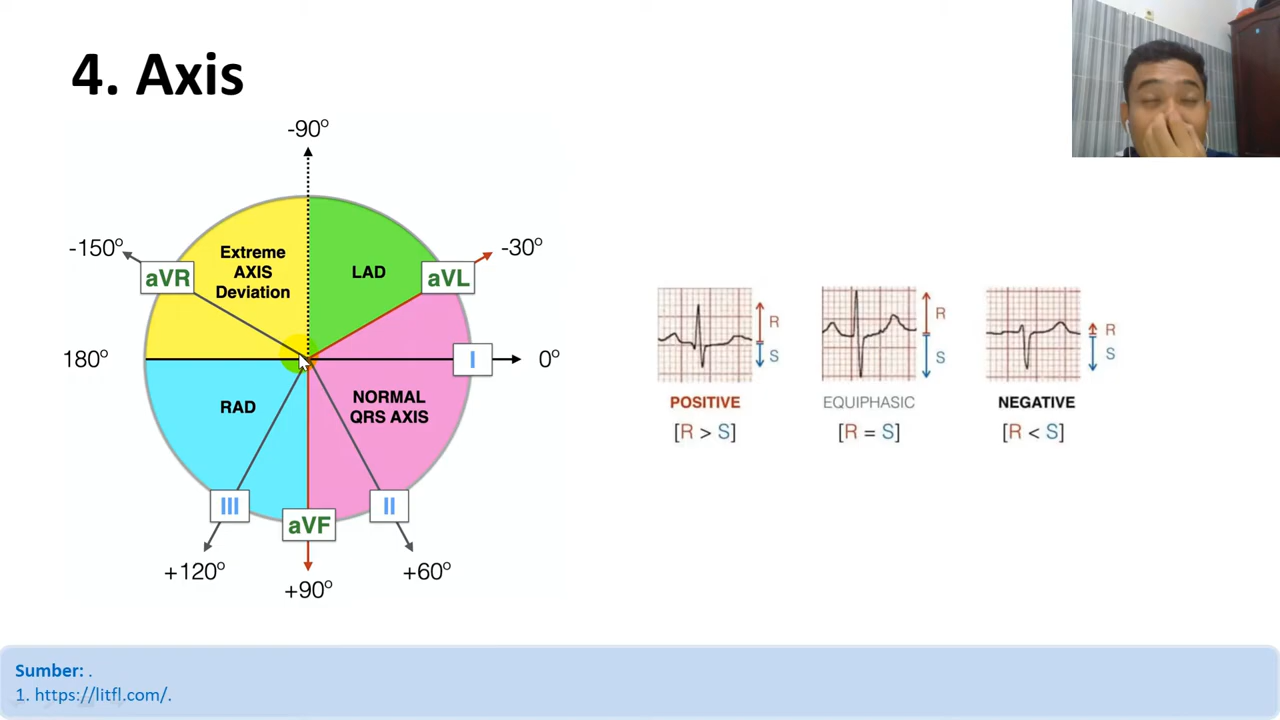 4. Axis
-90°
-150°
-30°
aVR
Extreme
AXIS
Deviation
LAD
aVL
180°
I
0°
RAD
NORMAL
QRS AXIS
III
aVF
II
+120°
+90°
+60°
R
S
R
S
R
S
POSITIVE
EQUIPHASIC
NEGATIVE
[R > S]
[R = S]
[R < S]
Sumber: .
1. https://litfl.com/.